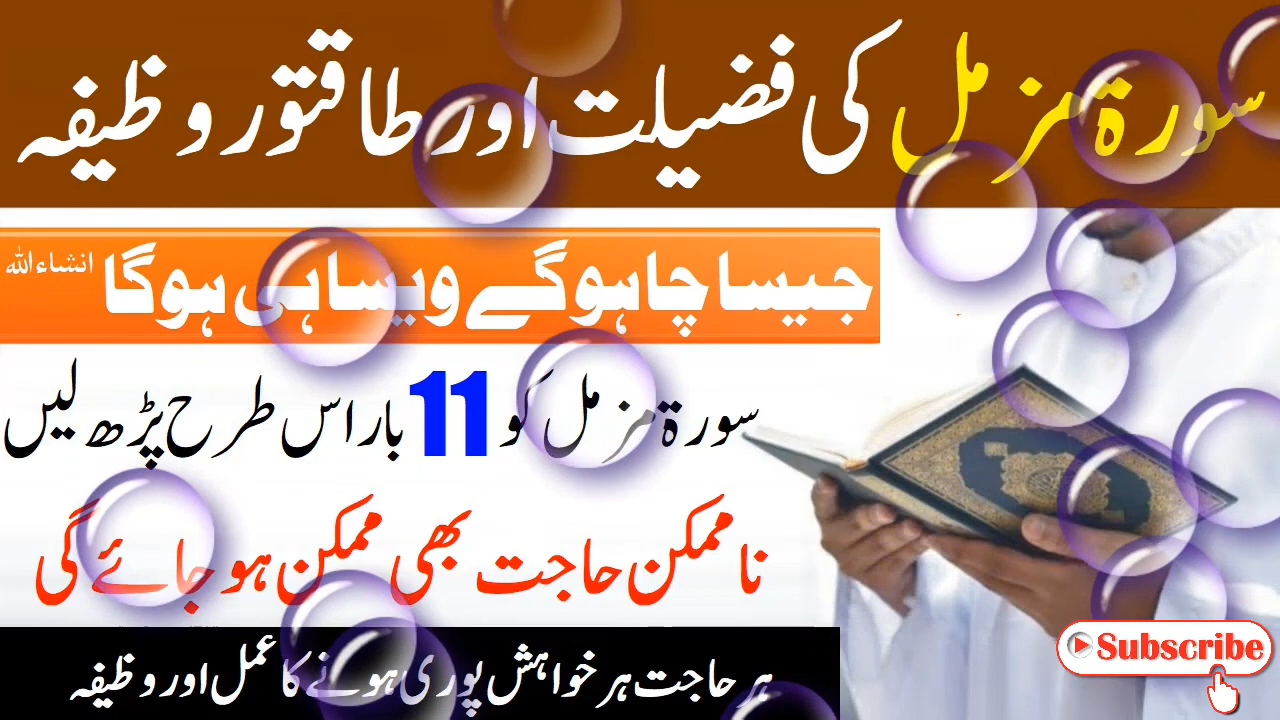 سورۃ مزمل کی فضیلت اور طاقتور وظیفہ
جیسا چاہو گے ویسا ہی ہو گا انشاءاللہ
سورۃ مزمل کو 11 بار اس طرح پڑھ لیں
ناممکن حاجت بھی ممکن ہو جائے گی
ہر حاجت ہر خواہش پوری ہونے کا عمل اور وظیفہ
Subscribe